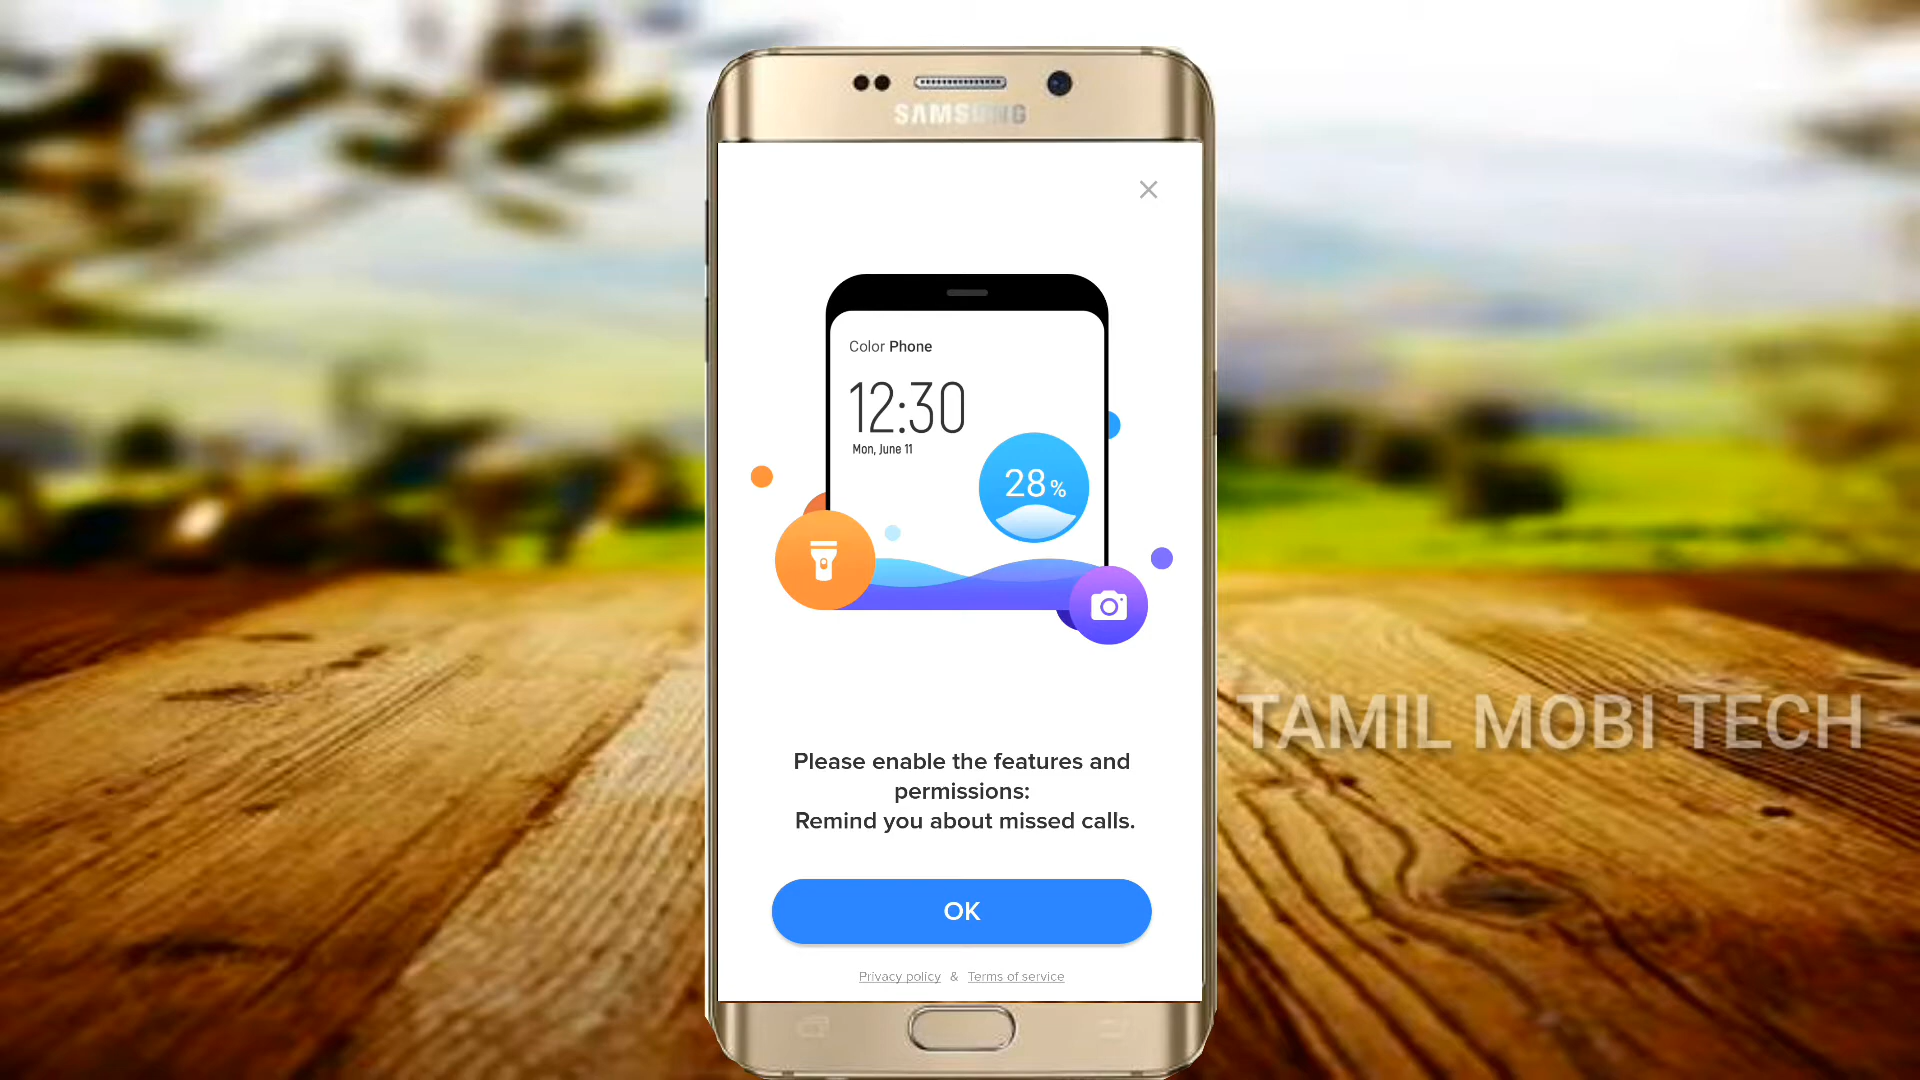 SAMSUNG
Color Phone
12:30
Mon, June 11
28%
Please enable the features and
permissions:
Remind you about missed calls.
OK
Privacy policy & Terms of service
TAMIL MOBI TECH